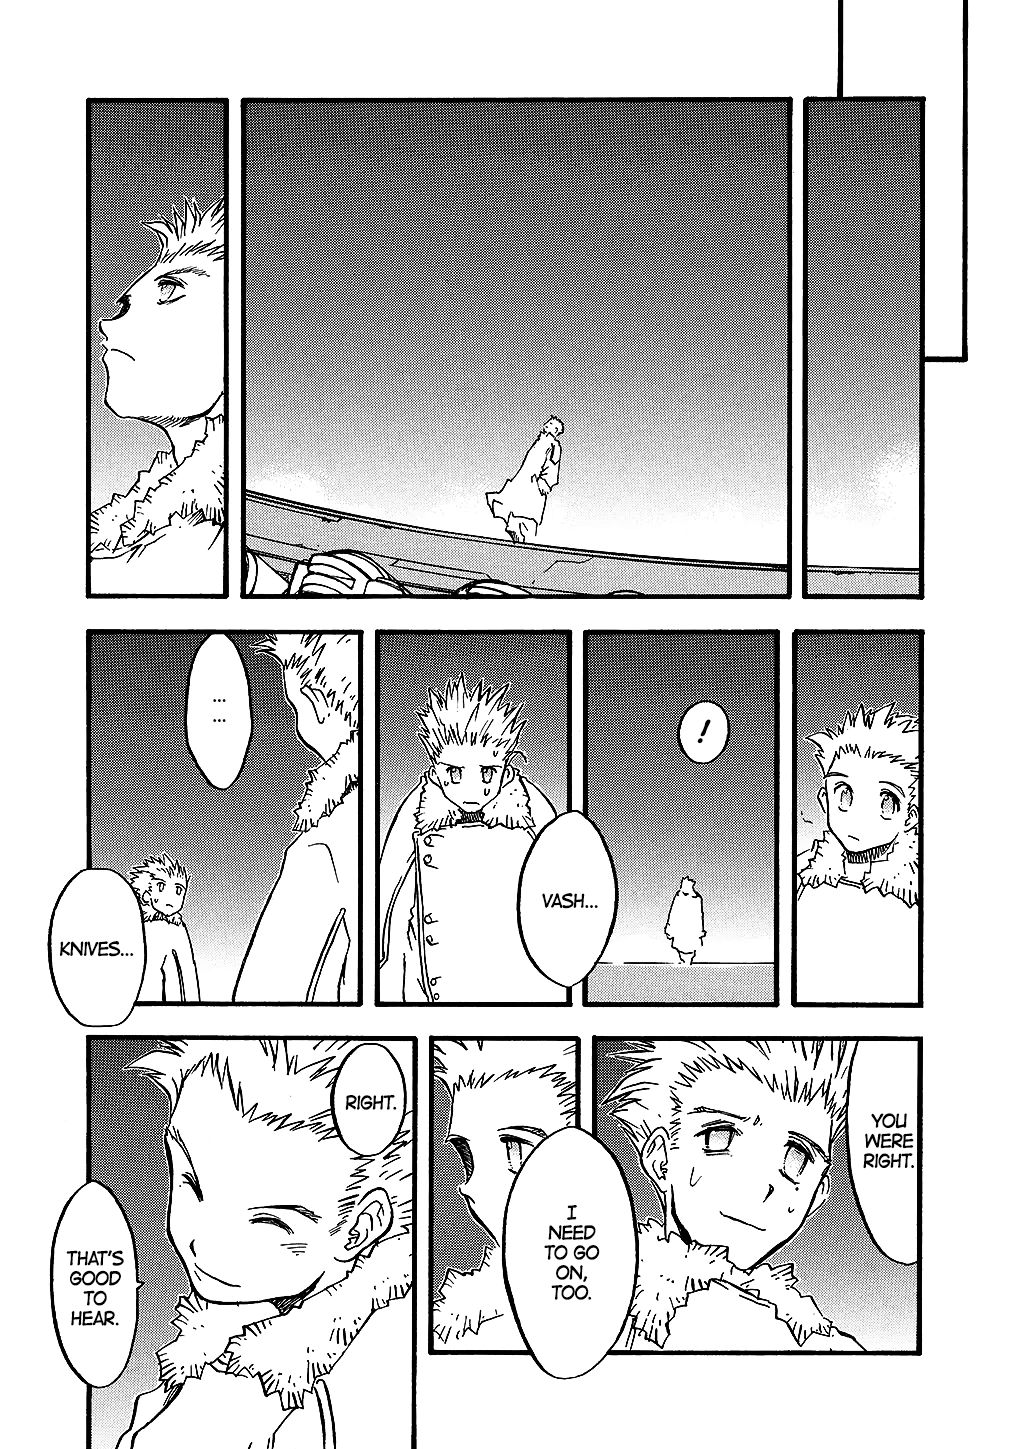 !
VASH...
...
...
KNIVES...
YOU
WERE
RIGHT.
I
NEED
TO GO
ON,
TOO.
RIGHT.
THAT'S
GOOD
TO
HEAR.